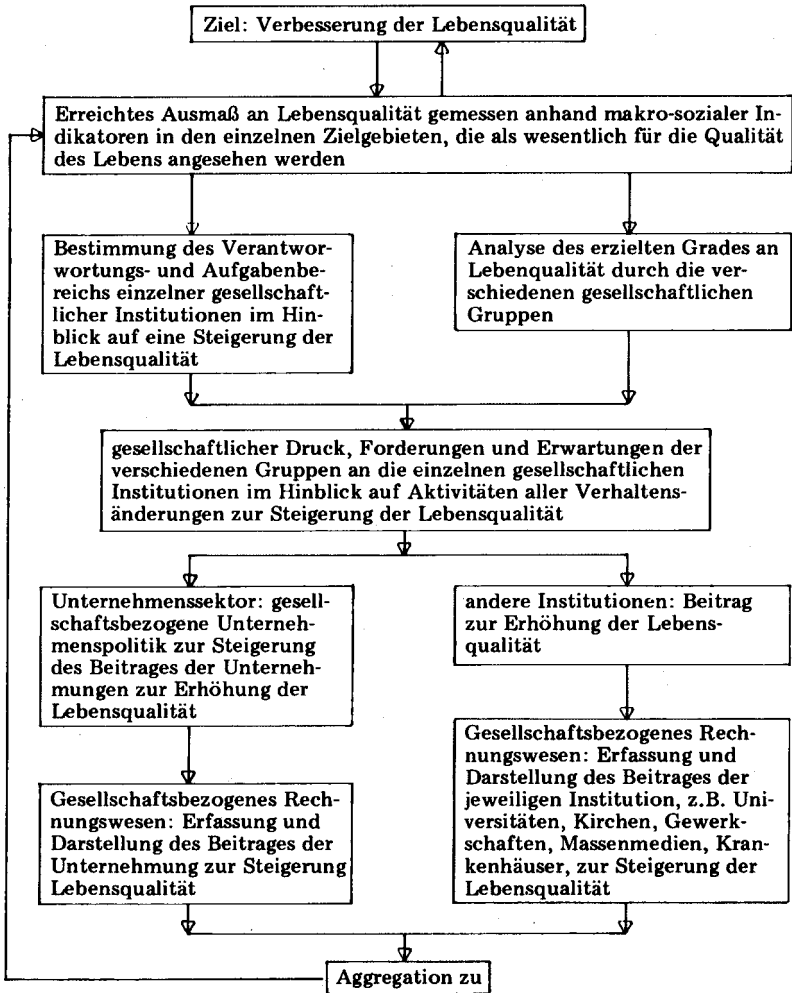 Ziel: Verbesserung der Lebensqualität
Erreichtes Ausmaß an Lebensqualität gemessen anhand makro-sozialer In-
dikatoren in den einzelnen Zielgebieten, die als wesentlich für die Qualität
des Lebens angesehen werden
Bestimmung des Verantwor-
wortungs- und Aufgabenbe-
reichs einzelner gesellschaft-
licher Institutionen im Hin-
blick auf eine Steigerung der
Lebensqualität
Analyse des erzielten Grades an
Lebenqualität durch die ver-
schiedenen gesellschaftlichen
Gruppen
gesellschaftlicher Druck, Forderungen und Erwartungen der
verschiedenen Gruppen an die einzelnen gesellschaftlichen
Institutionen im Hinblick auf Aktivitäten aller Verhaltens-
änderungen zur Steigerung der Lebensqualität
Unternehmenssektor: gesell-
schaftsbezogene Unterneh-
menspolitik zur Steigerung
des Beitrages der Unterneh-
mungen zur Erhöhung der
Lebensqualität
andere Institutionen: Beitrag
zur Erhöhung der Lebens-
qualität
Gesellschaftsbezogenes Rech-
nungswesen: Erfassung und
Darstellung des Beitrages der
Unternehmung zur Steigerung
Lebensqualität
Gesellschaftsbezogenes Rech-
nungswesen: Erfassung und
Darstellung des Beitrages der
jeweiligen Institution, z.B. Uni-
versitäten, Kirchen, Gewerk-
schaften, Massenmedien, Kran-
kenhäuser, zur Steigerung der
Lebensqualität
Aggregation zu